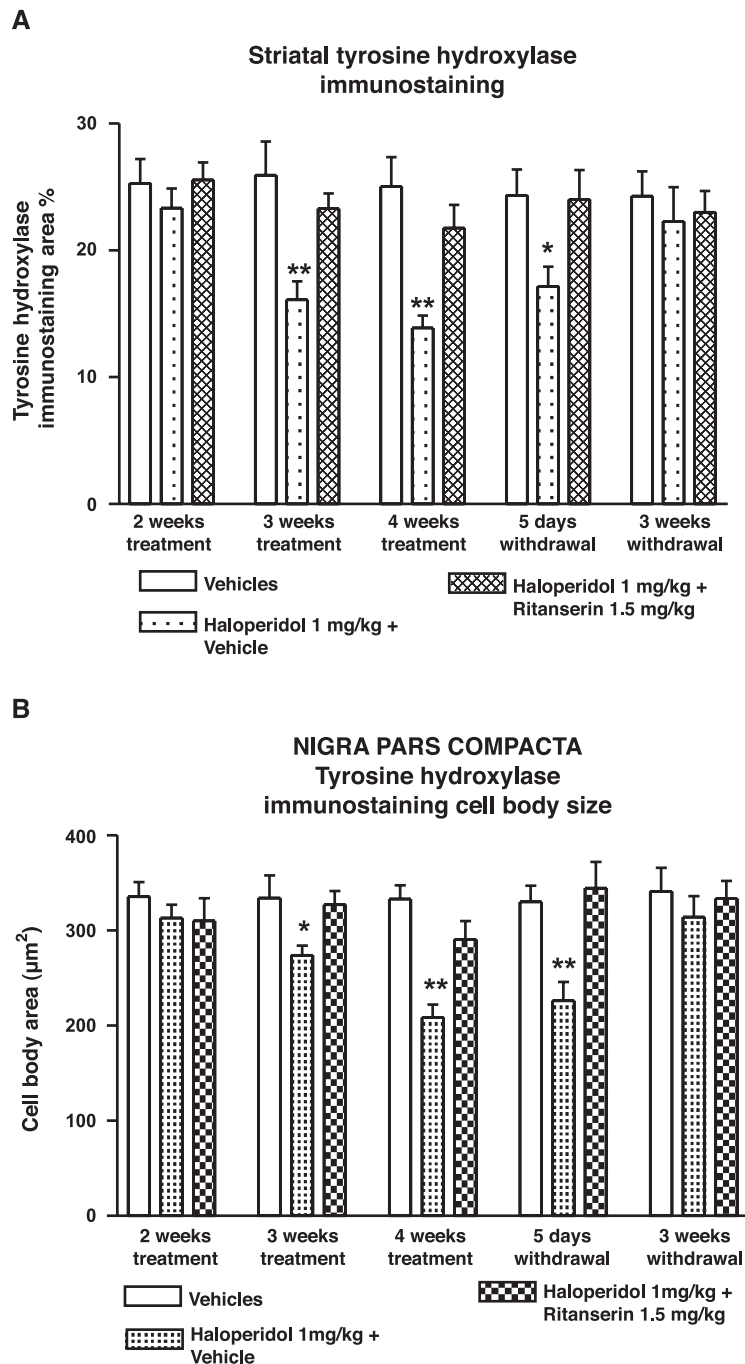 A
Striatal tyrosine hydroxylase
immunostaining
Tyrosine hydroxylase
immunostaining area %
30
20
10
0
**
**
*
2 weeks
treatment
3 weeks
treatment
4 weeks
treatment
5 days
withdrawal
3 weeks
withdrawal
Vehicles
Haloperidol 1 mg/kg +
Vehicle
Haloperidol 1 mg/kg +
Ritanserin 1.5 mg/kg
B
NIGRA PARS COMPACTA
Tyrosine hydroxylase
immunostaining cell body size
Cell body area (µm²)
400
300
200
100
0
*
**
**
2 weeks
treatment
3 weeks
treatment
4 weeks
treatment
5 days
withdrawal
3 weeks
withdrawal
Vehicles
Haloperidol 1mg/kg +
Vehicle
Haloperidol 1mg/kg +
Ritanserin 1.5 mg/kg